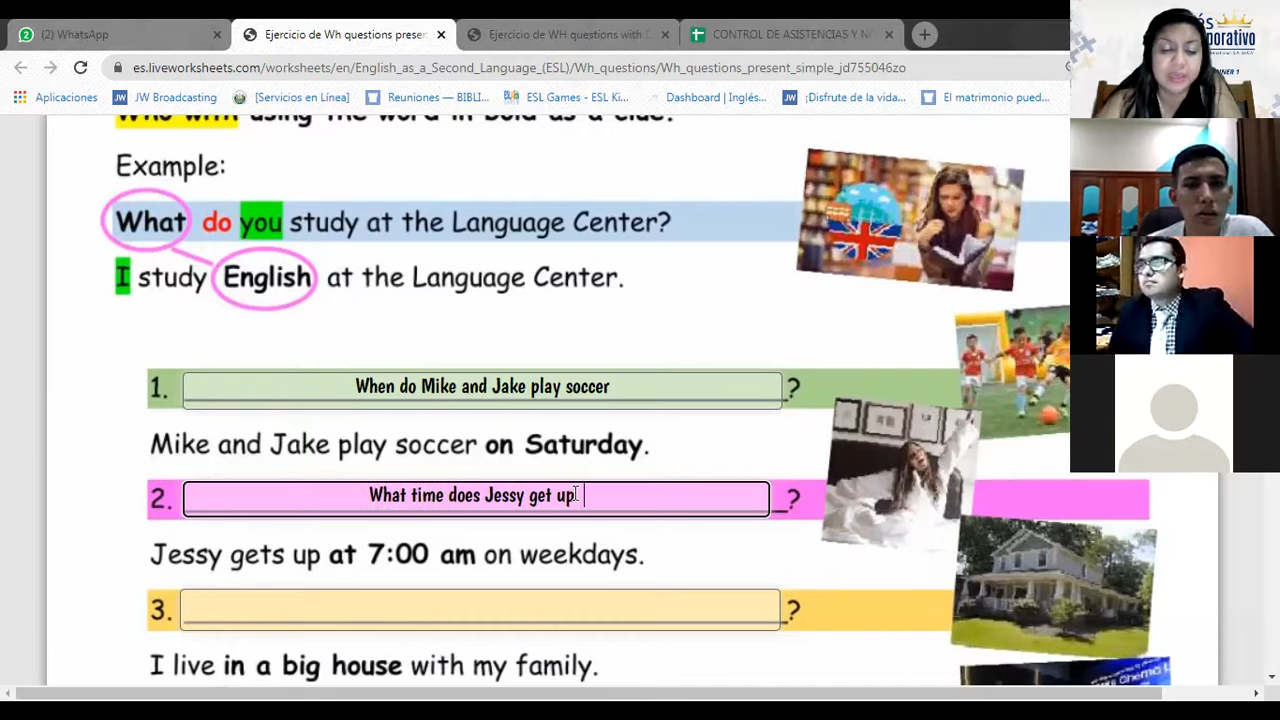 (2) WhatsApp
Ejercicio de Wh questions presen
Ejercicio de WH questions with D
CONTROL DE ASISTENCIAS Y NO
es.liveworksheets.com/worksheets/en/English_as_a_Second_Language_(ESL)/Wh_questions/Wh_questions_present_simple_jd755046zo
Aplicaciones
JW Broadcasting
[Servicios en Línea]
Reuniones — BIBLI...
ESL Games - ESL Ki...
Dashboard | Inglés...
¡Disfrute de la vida...
El matrimonio pued...
Who with using the word in bold as a clue.
Example:
What do you study at the Language Center?
I study English at the Language Center.
1. When do Mike and Jake play soccer ?
Mike and Jake play soccer on Saturday.
2. What time does Jessy get up ?
Jessy gets up at 7:00 am on weekdays.
3. ?
I live in a big house with my family.